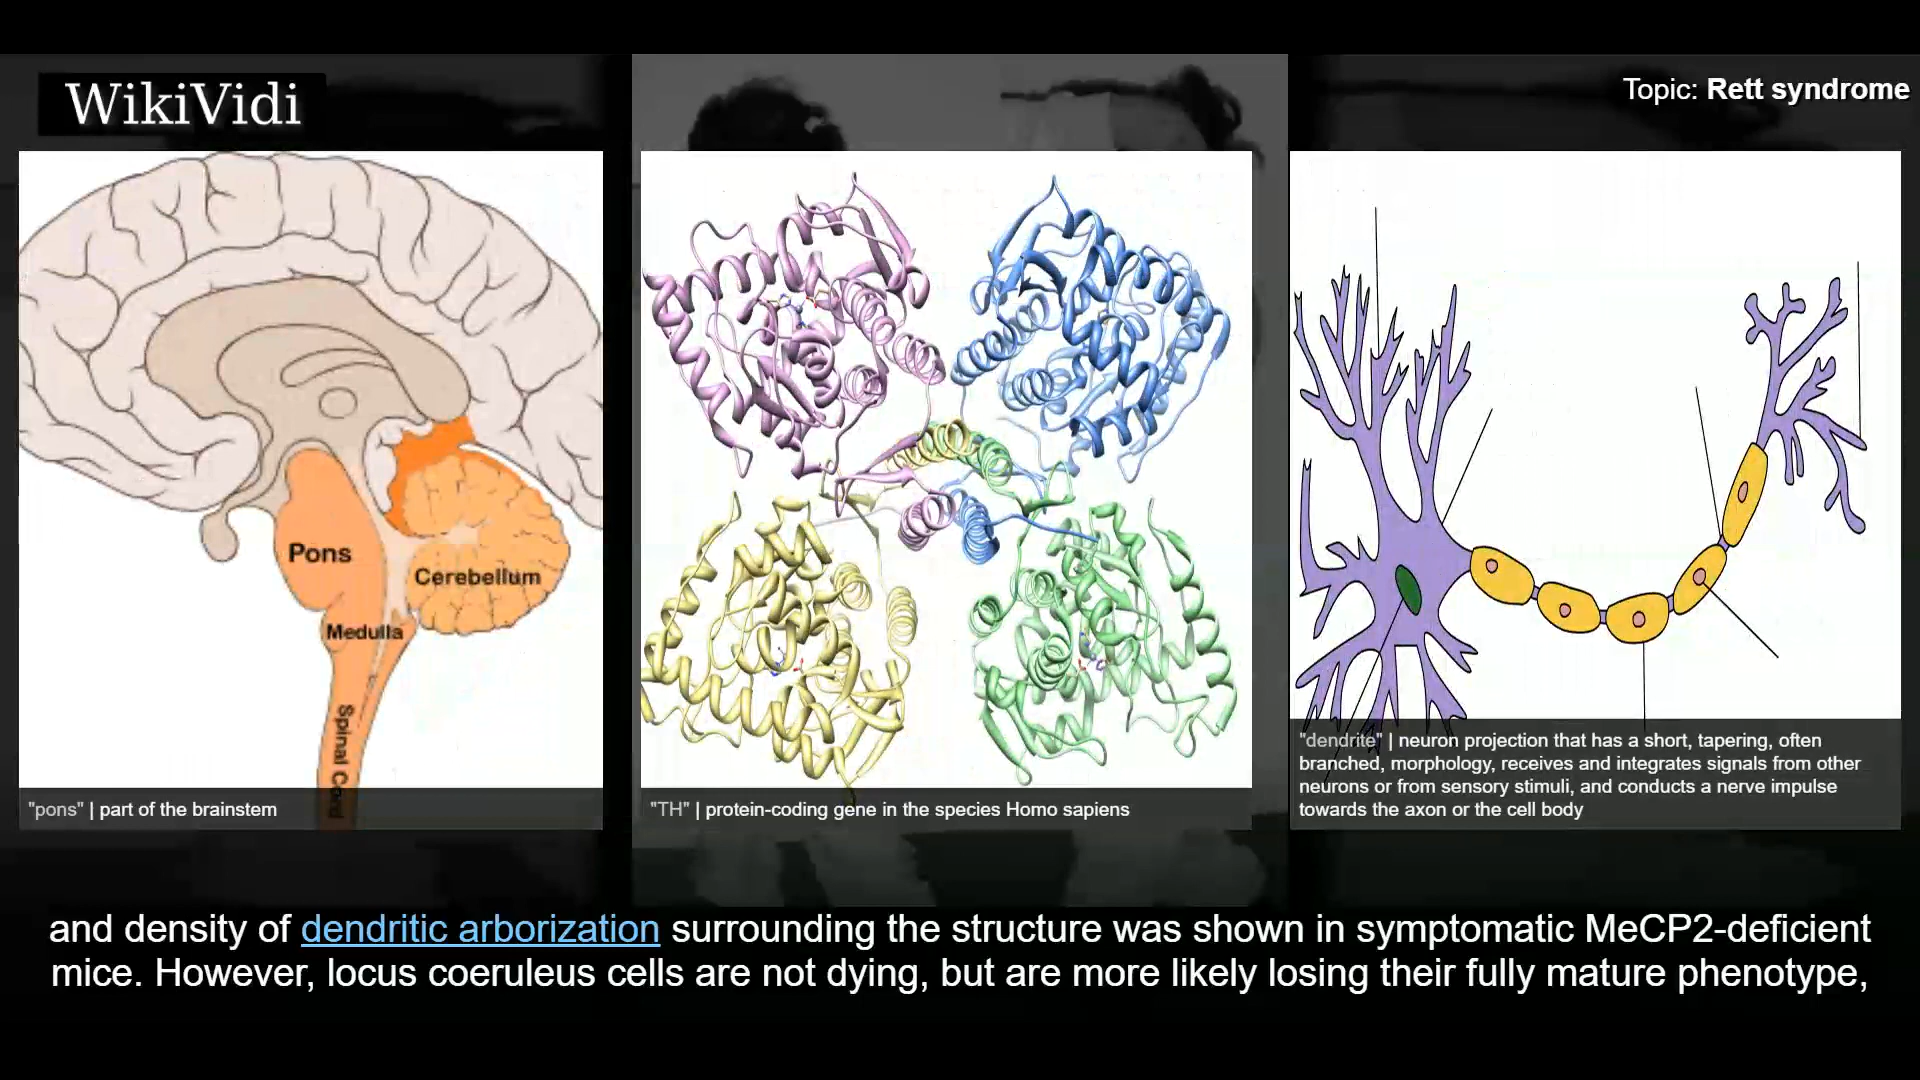 WikiVidi
Topic: Rett syndrome
Pons
Cerebellum
Medulla
Spinal Cord
"pons" | part of the brainstem
"TH" | protein-coding gene in the species Homo sapiens
"dendrite" | neuron projection that has a short, tapering, often
branched, morphology, receives and integrates signals from other
neurons or from sensory stimuli, and conducts a nerve impulse
towards the axon or the cell body
and density of dendritic arborization surrounding the structure was shown in symptomatic MeCP2-deficient
mice. However, locus coeruleus cells are not dying, but are more likely losing their fully mature phenotype,